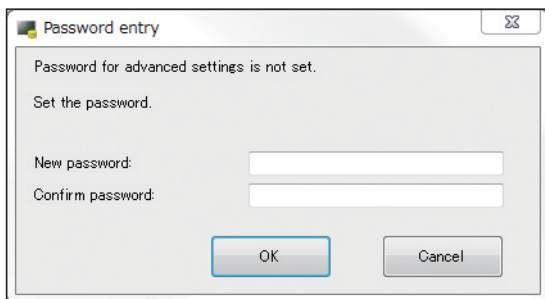 Password entry
Password for advanced settings is not set.
Set the password.
New password:
Confirm password:
OK Cancel